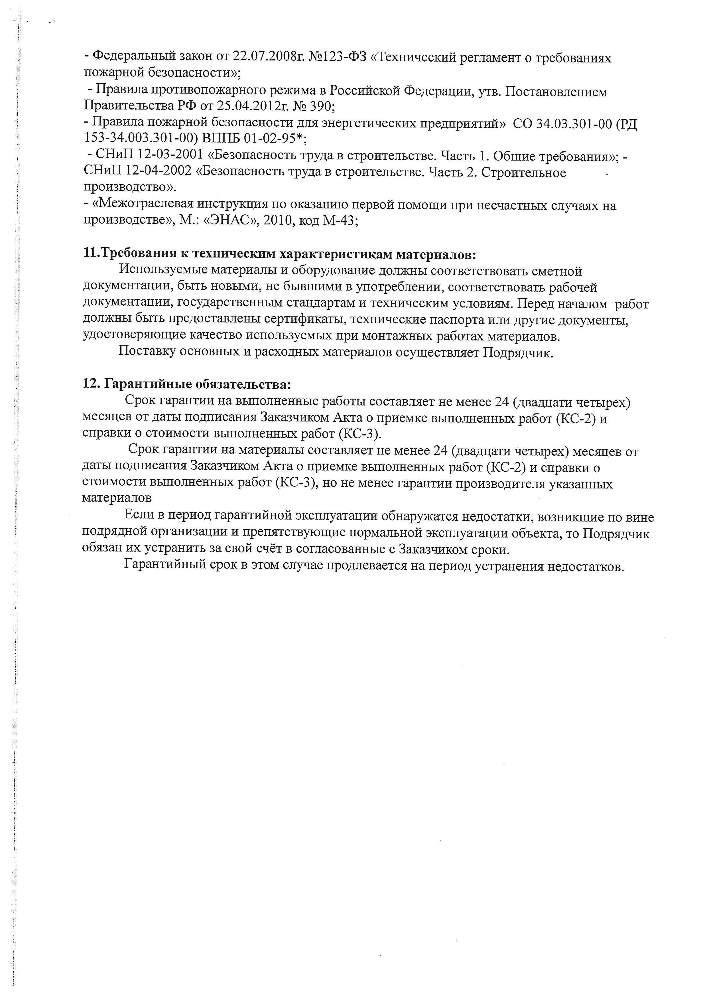 - Федеральный закон от 22.07.2008г. №123-ФЗ «Технический регламент о требованиях
пожарной безопасности»;
- Правила противопожарного режима в Российской Федерации, утв. Постановлением
Правительства РФ от 25.04.2012г. № 390;
- Правила пожарной безопасности для энергетических предприятий» СО 34.03.301-00 (РД
153-34.003.301-00) ВППБ 01-02-95*;
- СНиП 12-03-2001 «Безопасность труда в строительстве. Часть 1. Общие требования»; -
СНиП 12-04-2002 «Безопасность труда в строительстве. Часть 2. Строительное
производство».
- «Межотраслевая инструкция по оказанию первой помощи при несчастных случаях на
производстве», М.: «ЭНАС», 2010, код М-43;
11.Требования к техническим характеристикам материалов:
Используемые материалы и оборудование должны соответствовать сметной
документации, быть новыми, не бывшими в употреблении, соответствовать рабочей
документации, государственным стандартам и техническим условиям. Перед началом работ
должны быть предоставлены сертификаты, технические паспорта или другие документы,
удостоверяющие качество используемых при монтажных работах материалов.
Поставку основных и расходных материалов осуществляет Подрядчик.
12. Гарантийные обязательства:
Срок гарантии на выполненные работы составляет не менее 24 (двадцати четырех)
месяцев от даты подписания Заказчиком Акта о приемке выполненных работ (КС-2) и
справки о стоимости выполненных работ (КС-3).
Срок гарантии на материалы составляет не менее 24 (двадцати четырех) месяцев от
даты подписания Заказчиком Акта о приемке выполненных работ (КС-2) и справки о
стоимости выполненных работ (КС-3), но не менее гарантии производителя указанных
материалов
Если в период гарантийной эксплуатации обнаружатся недостатки, возникшие по вине
подрядной организации и препятствующие нормальной эксплуатации объекта, то Подрядчик
обязан их устранить за свой счёт в согласованные с Заказчиком сроки.
Гарантийный срок в этом случае продлевается на период устранения недостатков.